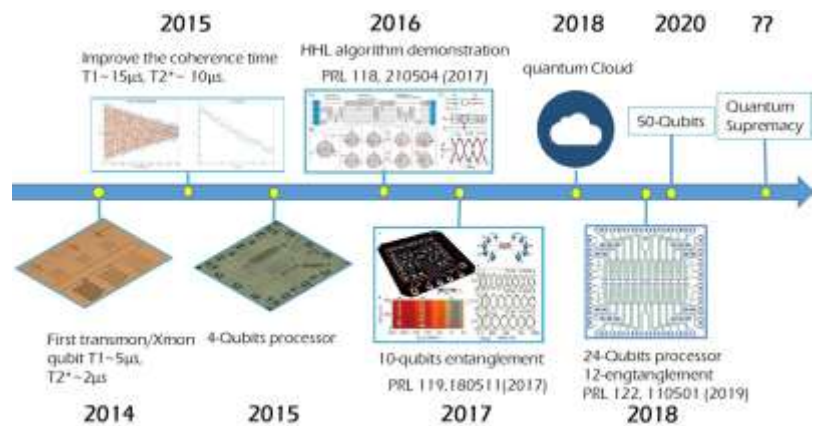 2015
2016
2018
2020
??
Improve the coherence time
T1~15μs, T2*~ 10μs.
HHL algorithm demonstration
PRL 118, 210504 (2017)
quantum Cloud
50-Qubits
Quantum
Supremacy
First transmon/Xmon
qubit T1~5μs,
T2*~2μs
4-Qubits processor
10-qubits entanglement
PRL 119.180511(2017)
24-Qubits processor
12-engtanglement
PRL 122, 110501 (2019)
2014
2015
2017
2018